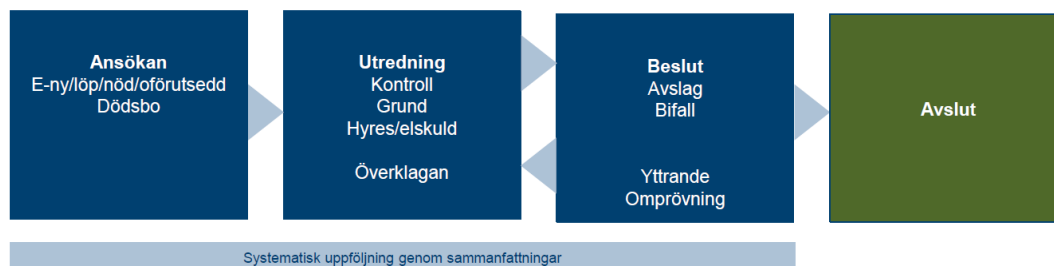 Ansökan
E-ny/löp/nöd/oförutsedd
Dödsbo
Utredning
Kontroll
Grund
Hyres/elskuld
Överklagan
Beslut
Avslag
Bifall
Yttrande
Omprövning
Avslut
Systematisk uppföljning genom sammanfattningar